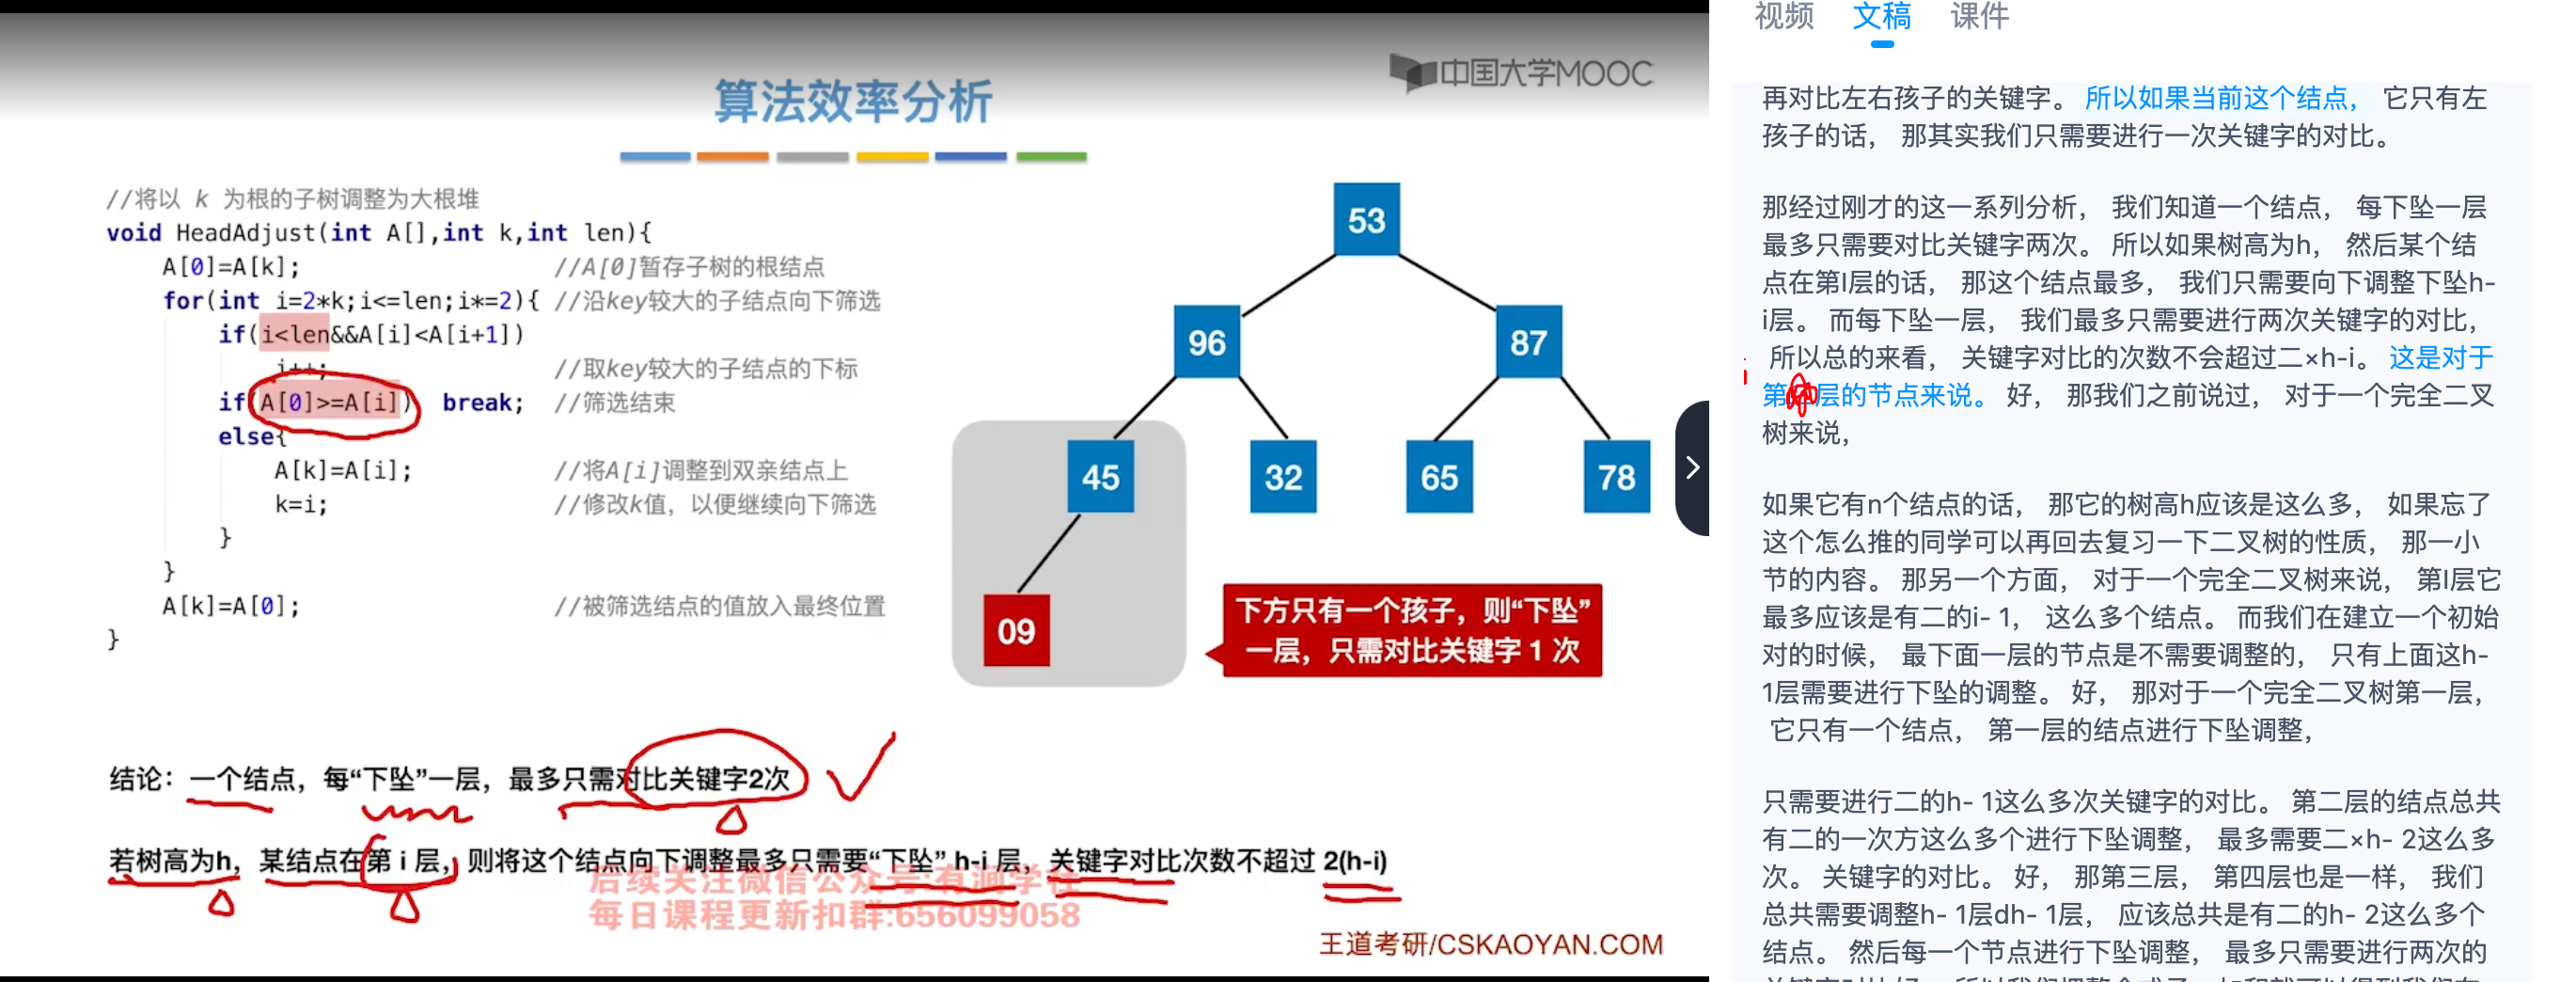 中国大学MOOC
算法效率分析
//将以 k 为根的子树调整为大根堆
void HeadAdjust(int A[],int k,int len){
A[0]=A[k]; //A[0]暂存子树的根结点
for(int i=2*k;i<=len;i*=2){ //沿key较大的子结点向下筛选
if(i<len&&A[i]<A[i+1])
i++; //取key较大的子结点的下标
if(A[0]>=A[i]) break; //筛选结束
else{
A[k]=A[i]; //将A[i]调整到双亲结点上
k=i; //修改k值，以便继续向下筛选
}
}
A[k]=A[0]; //被筛选结点的值放入最终位置
}
53
96 87
45 32 65 78
09
下方只有一个孩子，则“下坠”
一层，只需对比关键字 1 次
结论：一个结点，每“下坠”一层，最多只需对比关键字2次
若树高为h，某结点在第 i 层，则将这个结点向下调整最多只需要“下坠” h-i 层，关键字对比次数不超过 2(h-i)
后续关注微信公众号:有涧学社
每日课程更新扣群:656099058
王道考研/CSKAOYAN.COM
视频 文稿 课件
再对比左右孩子的关键字。 所以如果当前这个结点， 它只有左
孩子的话， 那其实我们只需要进行一次关键字的对比。
那经过刚才的这一系列分析， 我们知道一个结点， 每下坠一层
最多只需要对比关键字两次。 所以如果树高为h， 然后某个结
点在第I层的话， 那这个结点最多， 我们只需要向下调整下坠h-
i层。 而每下坠一层， 我们最多只需要进行两次关键字的对比，
所以总的来看， 关键字对比的次数不会超过二×h-i。 这是对于
第层的节点来说。 好， 那我们之前说过， 对于一个完全二叉
树来说，
如果它有n个结点的话， 那它的树高h应该是这么多， 如果忘了
这个怎么推的同学可以再回去复习一下二叉树的性质， 那一小
节的内容。 那另一个方面， 对于一个完全二叉树来说， 第I层它
最多应该是有二的i- 1， 这么多个结点。 而我们在建立一个初始
对的时候， 最下面一层的节点是不需要调整的， 只有上面这h-
1层需要进行下坠的调整。 好， 那对于一个完全二叉树第一层，
它只有一个结点， 第一层的结点进行下坠调整，
只需要进行二的h- 1这么多次关键字的对比。 第二层的结点总共
有二的一次方这么多个进行下坠调整， 最多需要二×h- 2这么多
次。 关键字的对比。 好， 那第三层， 第四层也是一样， 我们
总共需要调整h- 1层dh- 1层， 应该总共是有二的h- 2这么多个
结点。 然后每一个节点进行下坠调整， 最多只需要进行两次的